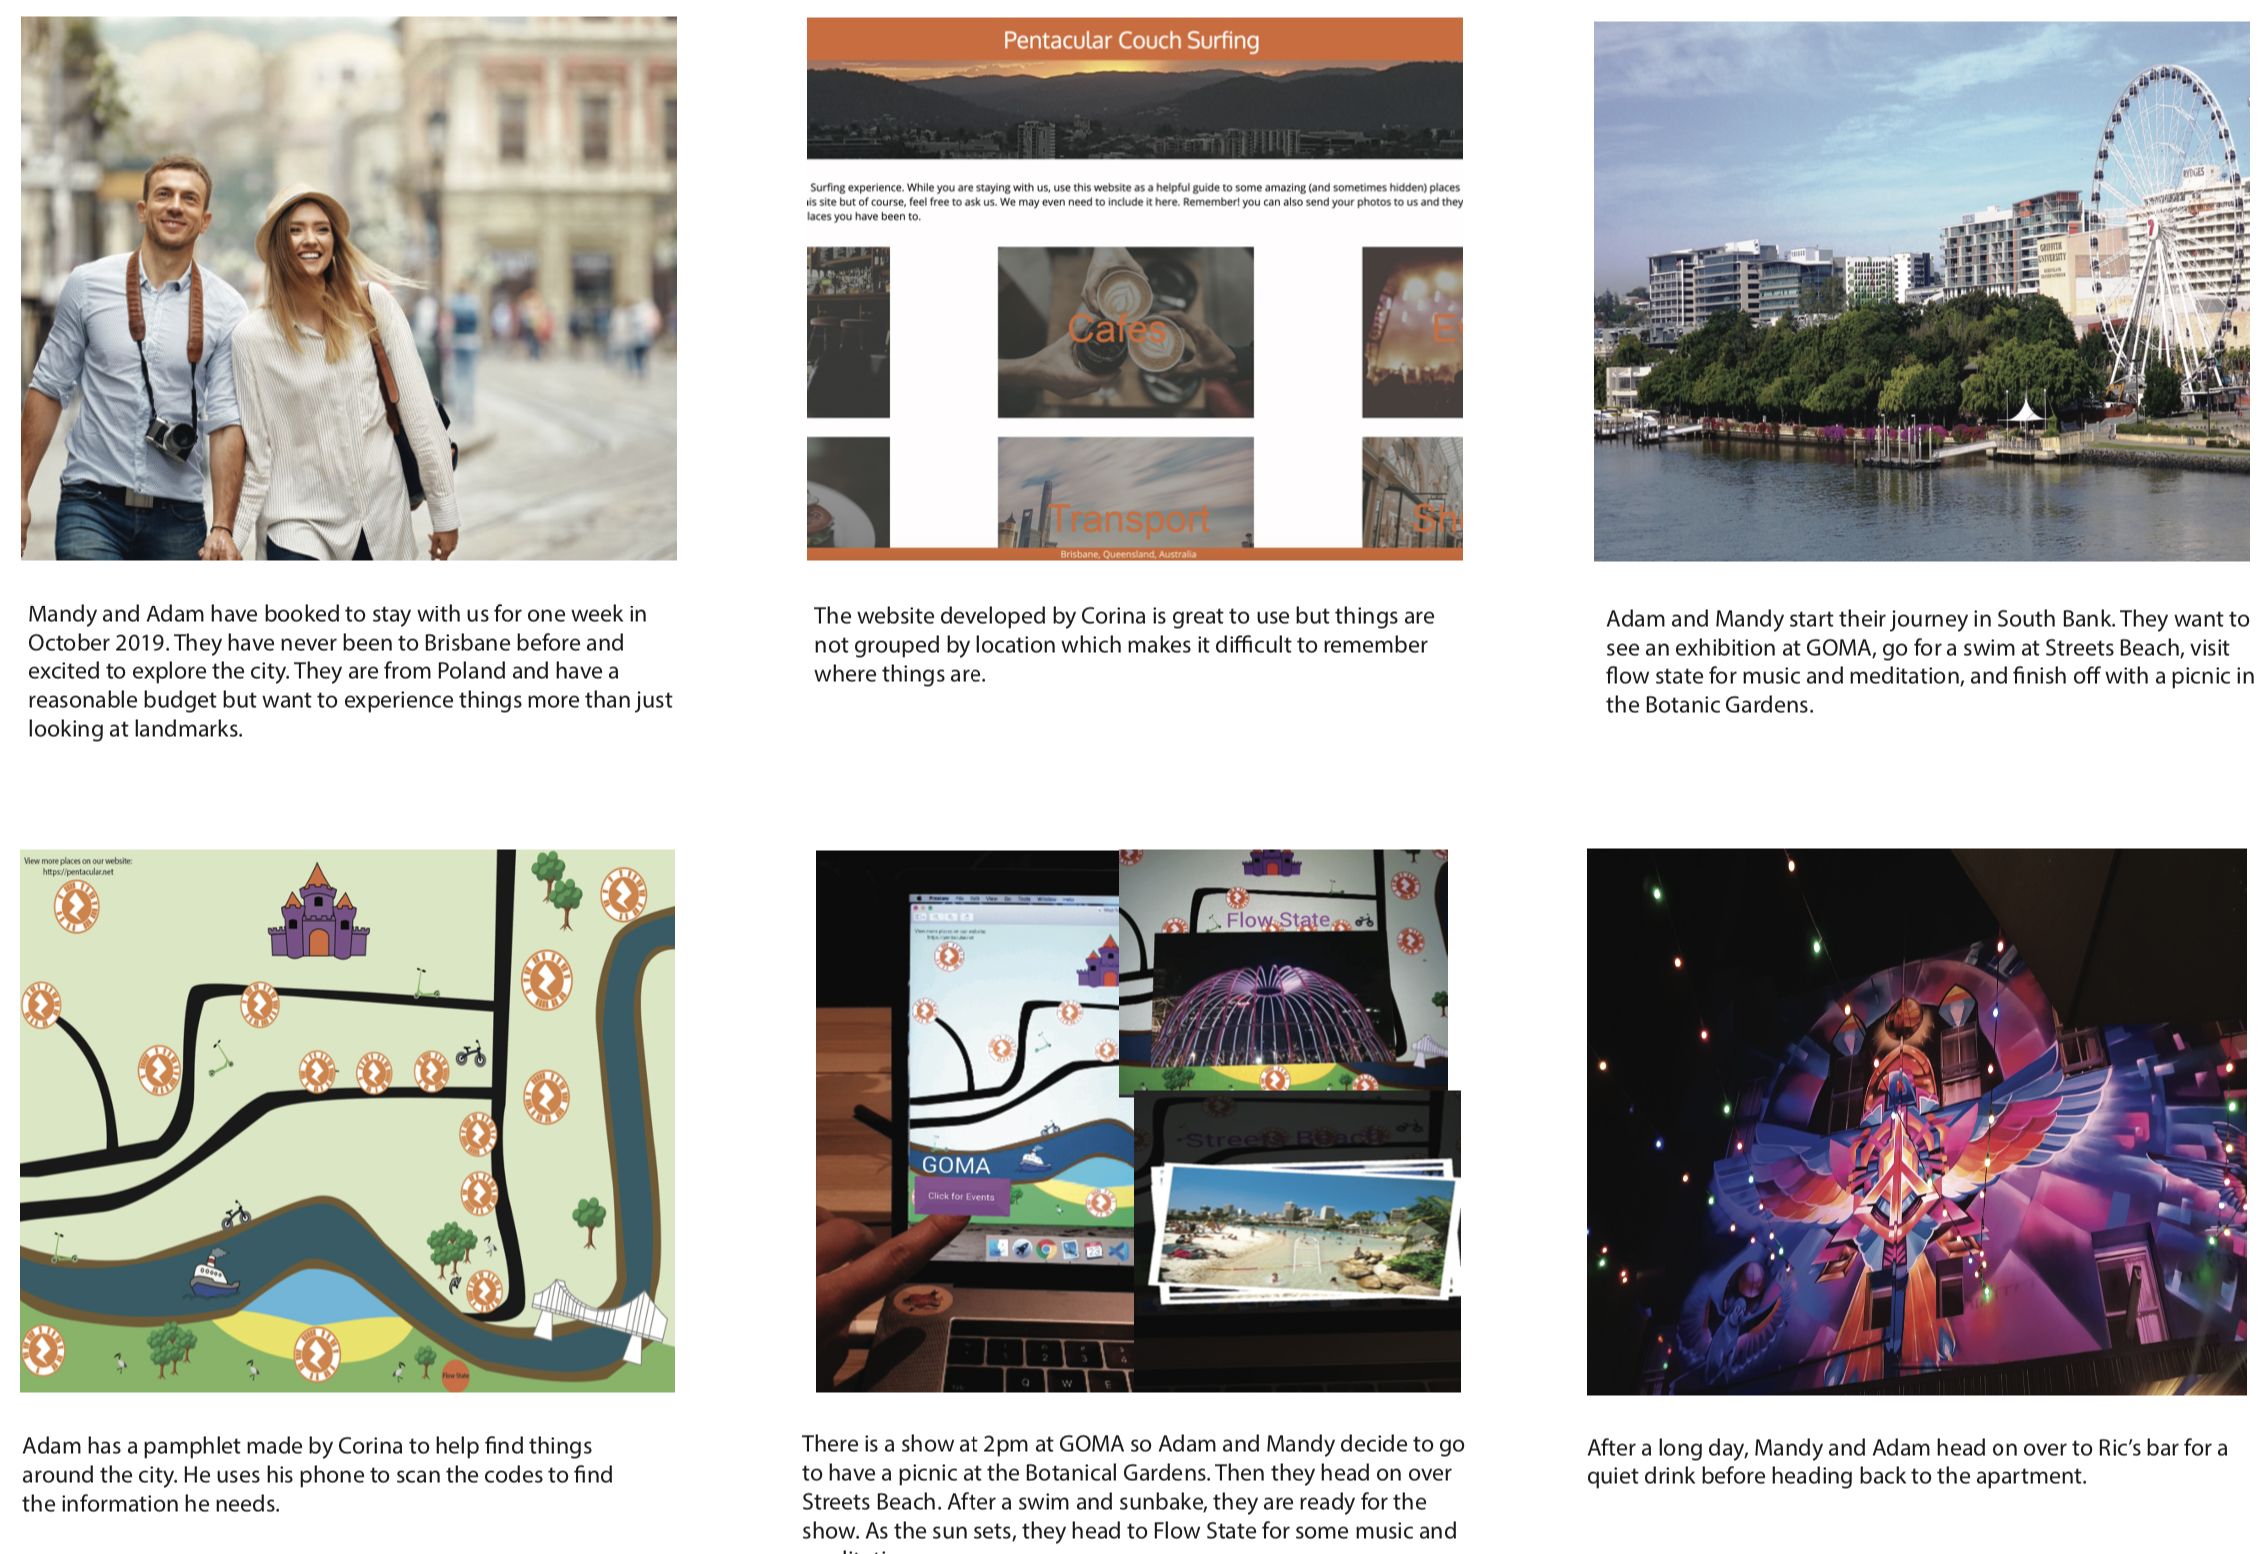 Pentacular Couch Surfing
Surfing experience. While you are staying with us, use this website as a helpful guide to some amazing (and sometimes hidden) places
is site but of course, feel free to ask us. We may even need to include it here. Remember! you can also send your photos to us and they
laces you have been to.
Cafes
E
Transport
Sh
Brisbane, Queensland, Australia
RYDGES
GRIFFITH
UNIVERSITY
7
Mandy and Adam have booked to stay with us for one week in
October 2019. They have never been to Brisbane before and
excited to explore the city. They are from Poland and have a
reasonable budget but want to experience things more than just
looking at landmarks.
The website developed by Corina is great to use but things are
not grouped by location which makes it difficult to remember
where things are.
Adam and Mandy start their journey in South Bank. They want to
see an exhibition at GOMA, go for a swim at Streets Beach, visit
flow state for music and meditation, and finish off with a picnic in
the Botanic Gardens.
View more places on our website:
https://pentacular.net
Flow State
Flow State
GOMA
Click for Events
Streets Beach
Q W E
Adam has a pamphlet made by Corina to help find things
around the city. He uses his phone to scan the codes to find
the information he needs.
There is a show at 2pm at GOMA so Adam and Mandy decide to go
to have a picnic at the Botanical Gardens. Then they head on over
Streets Beach. After a swim and sunbake, they are ready for the
show. As the sun sets, they head to Flow State for some music and
After a long day, Mandy and Adam head on over to Ric's bar for a
quiet drink before heading back to the apartment.